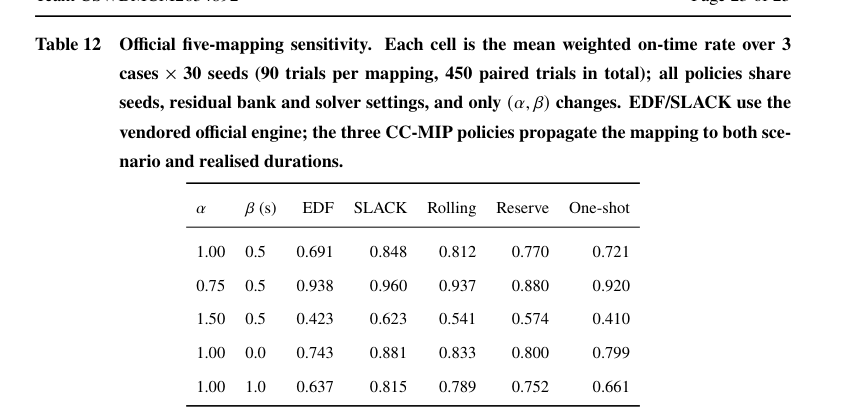 Table 12 Official five-mapping sensitivity. Each cell is the mean weighted on-time rate over 3
cases × 30 seeds (90 trials per mapping, 450 paired trials in total); all policies share
seeds, residual bank and solver settings, and only (α, β) changes. EDF/SLACK use the
vendored official engine; the three CC-MIP policies propagate the mapping to both sce-
nario and realised durations.
α β (s) EDF SLACK Rolling Reserve One-shot
1.00 0.5 0.691 0.848 0.812 0.770 0.721
0.75 0.5 0.938 0.960 0.937 0.880 0.920
1.50 0.5 0.423 0.623 0.541 0.574 0.410
1.00 0.0 0.743 0.881 0.833 0.800 0.799
1.00 1.0 0.637 0.815 0.789 0.752 0.661